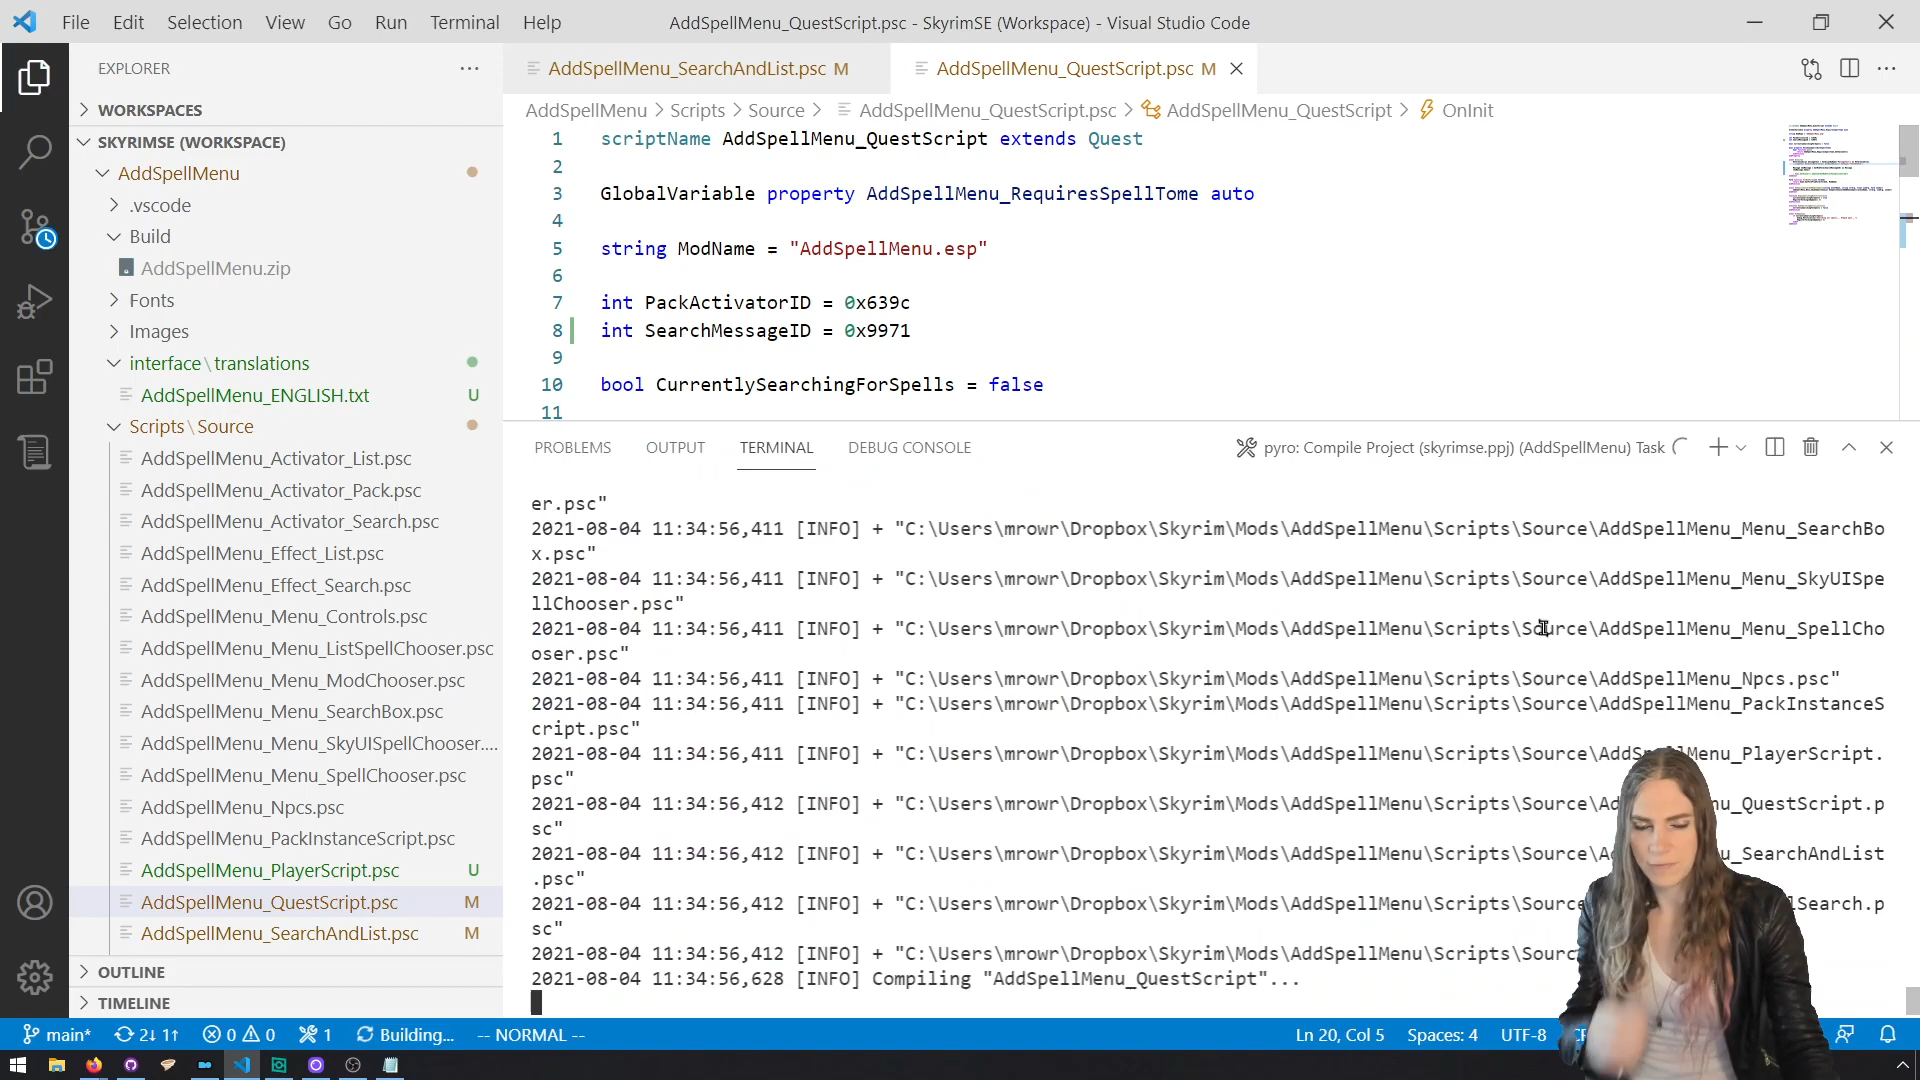 File Edit Selection View Go Run Terminal Help
AddSpellMenu_QuestScript.psc - SkyrimSE (Workspace) - Visual Studio Code
EXPLORER
WORKSPACES
SKYRIMSE (WORKSPACE)
AddSpellMenu
.vscode
Build
AddSpellMenu.zip
Fonts
Images
interface\translations
AddSpellMenu_ENGLISH.txt U
Scripts\Source
AddSpellMenu_Activator_List.psc
AddSpellMenu_Activator_Pack.psc
AddSpellMenu_Activator_Search.psc
AddSpellMenu_Effect_List.psc
AddSpellMenu_Effect_Search.psc
AddSpellMenu_Menu_Controls.psc
AddSpellMenu_Menu_ListSpellChooser.psc
AddSpellMenu_Menu_ModChooser.psc
AddSpellMenu_Menu_SearchBox.psc
AddSpellMenu_Menu_SkyUISpellChooser....
AddSpellMenu_Menu_SpellChooser.psc
AddSpellMenu_Npcs.psc
AddSpellMenu_PackInstanceScript.psc
AddSpellMenu_PlayerScript.psc U
AddSpellMenu_QuestScript.psc M
AddSpellMenu_SearchAndList.psc M
OUTLINE
TIMELINE
AddSpellMenu_SearchAndList.psc M
AddSpellMenu_QuestScript.psc M
AddSpellMenu > Scripts > Source > AddSpellMenu_QuestScript.psc > AddSpellMenu_QuestScript > OnInit
1 scriptName AddSpellMenu_QuestScript extends Quest
2
3 GlobalVariable property AddSpellMenu_RequiresSpellTome auto
4
5 string ModName = "AddSpellMenu.esp"
6
7 int PackActivatorID = 0x639c
8 int SearchMessageID = 0x9971
9
10 bool CurrentlySearchingForSpells = false
11
PROBLEMS OUTPUT TERMINAL DEBUG CONSOLE
pyro: Compile Project (skyrimse.ppj) (AddSpellMenu) Task
er.psc"
2021-08-04 11:34:56,411 [INFO] + "C:\Users\mrowr\Dropbox\Skyrim\Mods\AddSpellMenu\Scripts\Source\AddSpellMenu_Menu_SearchBo
x.psc"
2021-08-04 11:34:56,411 [INFO] + "C:\Users\mrowr\Dropbox\Skyrim\Mods\AddSpellMenu\Scripts\Source\AddSpellMenu_Menu_SkyUISpe
llChooser.psc"
2021-08-04 11:34:56,411 [INFO] + "C:\Users\mrowr\Dropbox\Skyrim\Mods\AddSpellMenu\Scripts\Source\AddSpellMenu_Menu_SpellCho
oser.psc"
2021-08-04 11:34:56,411 [INFO] + "C:\Users\mrowr\Dropbox\Skyrim\Mods\AddSpellMenu\Scripts\Source\AddSpellMenu_Npcs.psc"
2021-08-04 11:34:56,411 [INFO] + "C:\Users\mrowr\Dropbox\Skyrim\Mods\AddSpellMenu\Scripts\Source\AddSpellMenu_PackInstanceS
cript.psc"
2021-08-04 11:34:56,411 [INFO] + "C:\Users\mrowr\Dropbox\Skyrim\Mods\AddSpellMenu\Scripts\Source\AddSpellMenu_PlayerScript.
psc"
2021-08-04 11:34:56,412 [INFO] + "C:\Users\mrowr\Dropbox\Skyrim\Mods\AddSpellMenu\Scripts\Source\Ad nu_QuestScript.p
sc"
2021-08-04 11:34:56,412 [INFO] + "C:\Users\mrowr\Dropbox\Skyrim\Mods\AddSpellMenu\Scripts\Source\A nu_SearchAndList
.psc"
2021-08-04 11:34:56,412 [INFO] + "C:\Users\mrowr\Dropbox\Skyrim\Mods\AddSpellMenu\Scripts\Source lSearch.p
sc"
2021-08-04 11:34:56,412 [INFO] + "C:\Users\mrowr\Dropbox\Skyrim\Mods\AddSpellMenu\Scripts\Sourc
2021-08-04 11:34:56,628 [INFO] Compiling "AddSpellMenu_QuestScript"...
main* 2↓ 1↑ 0 0 1 Building... -- NORMAL -- Ln 20, Col 5 Spaces: 4 UTF-8